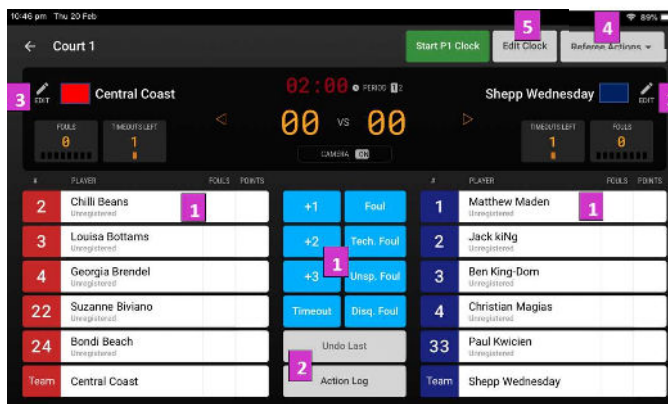 10:46 pm Thu 20 Feb 89%
← Court 1 Start P1 Clock 5 Edit Clock 4 Referee Actions
3 EDIT Central Coast 02:00 PERIOD 1 2 Shepp Wednesday EDIT
FOULS TIMEOUTS LEFT 00 VS 00 TIMEOUTS LEFT FOULS
0 1 1 0
CAMERA ON
# PLAYER FOULS POINTS # PLAYER FOULS POINTS
2 Chilli Beans 1 +1 Foul 1 Matthew Maden 1
Unregistered Unregistered
3 Louisa Bottams +2 Tech. Foul 2 Jack kiNg
Unregistered Unregistered
4 Georgia Brendel +3 1 Unsp. Foul 3 Ben King-Dom
Unregistered Unregistered
22 Suzanne Biviano Timeout Disq. Foul 4 Christian Magias
Unregistered Unregistered
24 Bondi Beach Undo Last 33 Paul Kwicien
Unregistered Unregistered
Team Central Coast 2 Action Log Team Shepp Wednesday